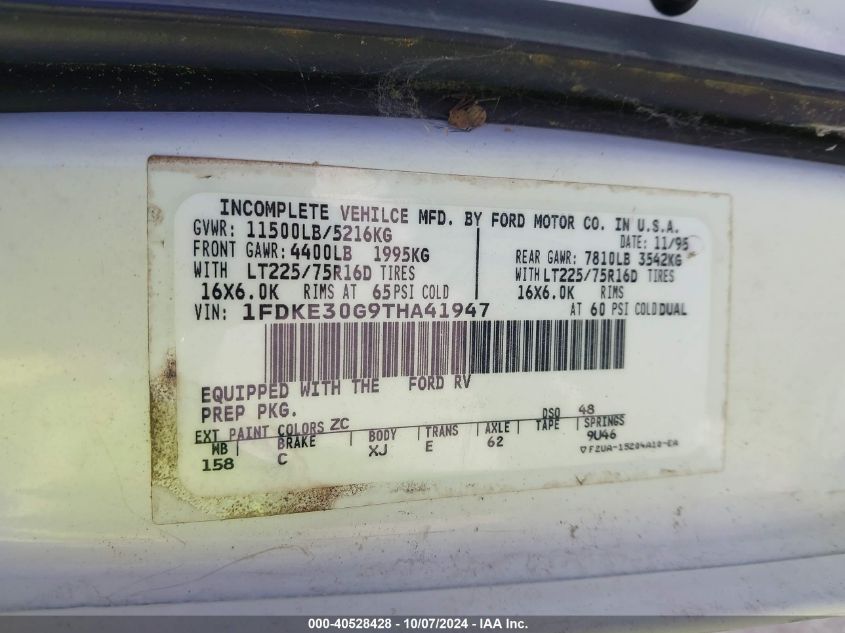 INCOMPLETE VEHILCE MFD. BY FORD MOTOR CO. IN U.S.A.
GVWR: 11500LB/5216KG DATE: 11/95
FRONT GAWR: 4400LB 1995KG REAR GAWR: 7810LB 3542KG
WITH LT225/75R16D TIRES WITH LT225/75R16D TIRES
16X6.0K RIMS AT 65 PSI COLD 16X6.0K RIMS
VIN: 1FDKE30G9THA41947 AT 60 PSI COLD DUAL
EQUIPPED WITH THE FORD RV
PREP PKG.
DSO 48
EXT PAINT COLORS ZC
WB BRAKE BODY TRANS AXLE TAPE SPRINGS
158 C XJ E 62 9U46
▽F2UA-15204A10-EA
000-40528428 - 10/07/2024 - IAA Inc.